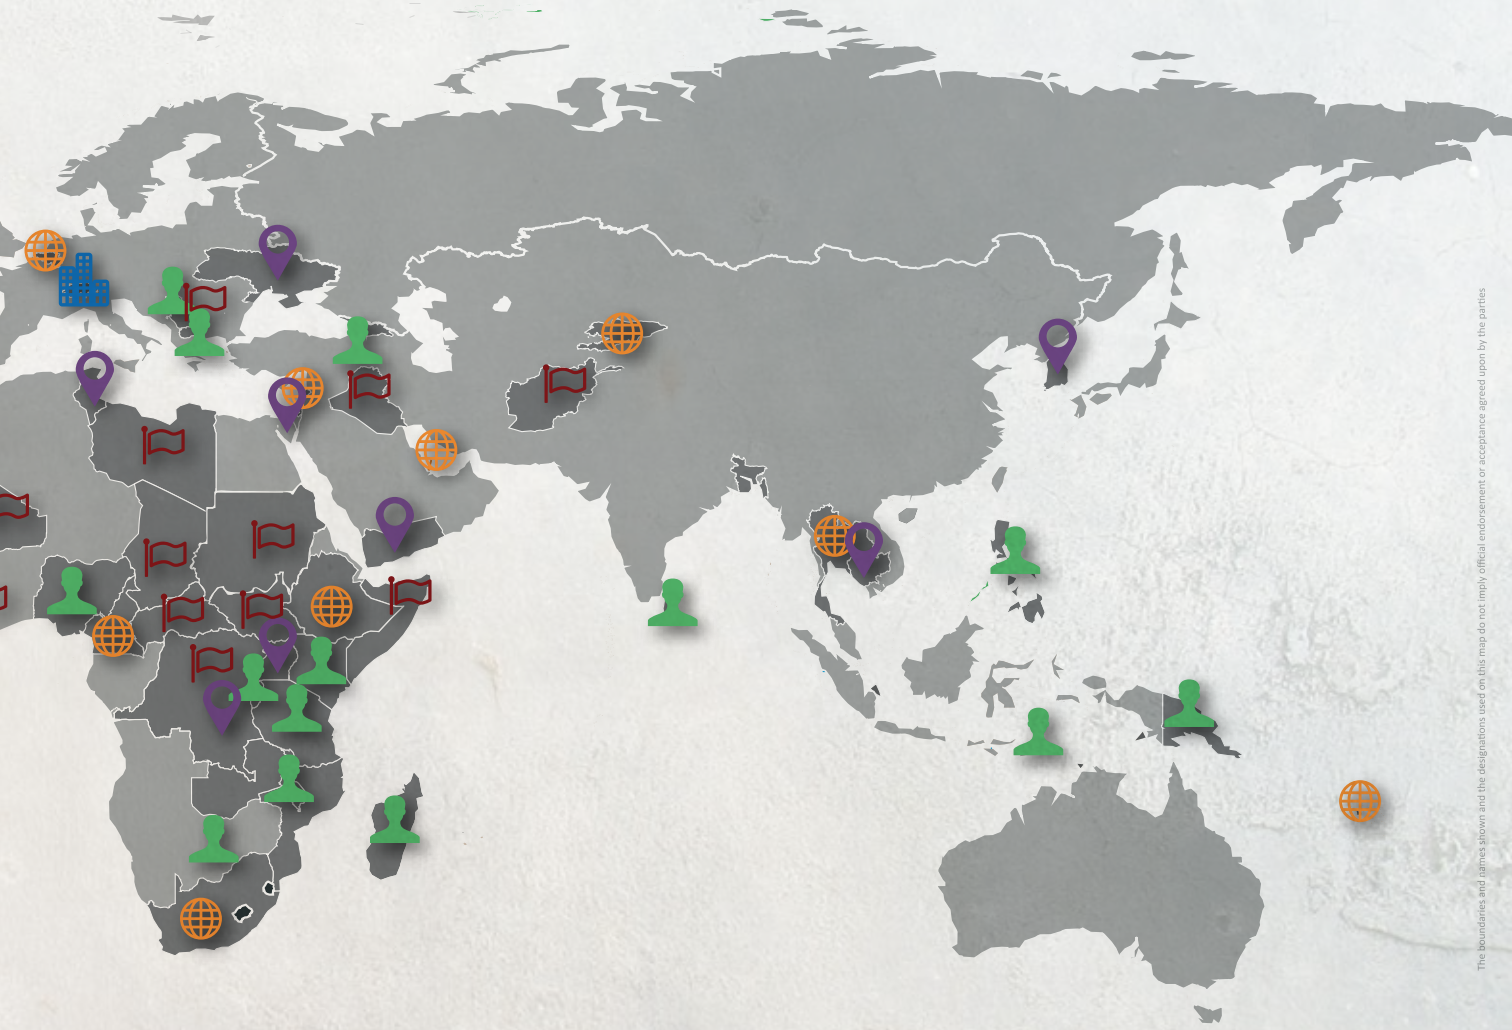 The boundaries and names shown and the designations used on this map do not imply official endorsement or acceptance agreed upon by the parties